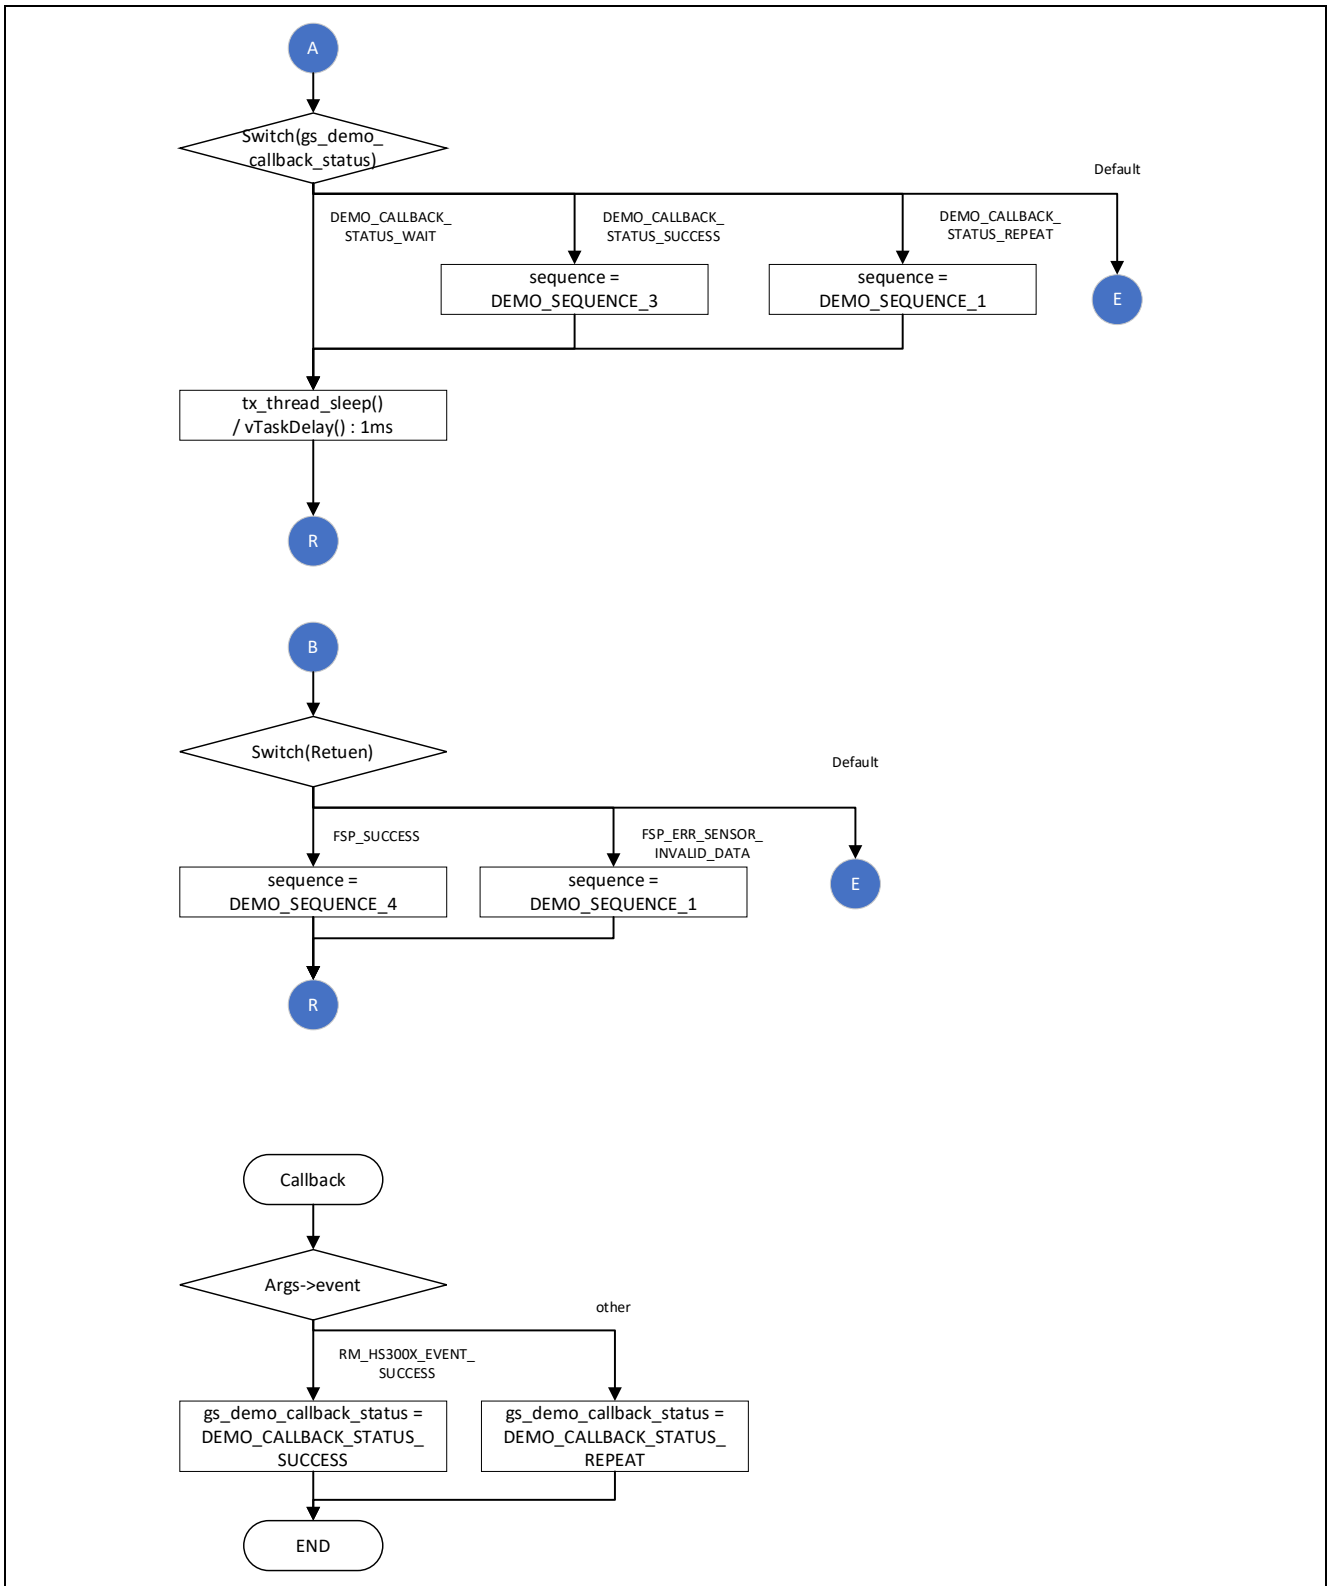 A
Switch(gs_demo_
callback_status)
Default
DEMO_CALLBACK_
STATUS_WAIT
DEMO_CALLBACK_
STATUS_SUCCESS
DEMO_CALLBACK_
STATUS_REPEAT
sequence =
DEMO_SEQUENCE_3
sequence =
DEMO_SEQUENCE_1
E
tx_thread_sleep()
/ vTaskDelay() : 1ms
R
B
Switch(Retuen)
Default
FSP_SUCCESS
FSP_ERR_SENSOR_
INVALID_DATA
sequence =
DEMO_SEQUENCE_4
sequence =
DEMO_SEQUENCE_1
E
R
Callback
Args->event
other
RM_HS300X_EVENT_
SUCCESS
gs_demo_callback_status =
DEMO_CALLBACK_STATUS_
SUCCESS
gs_demo_callback_status =
DEMO_CALLBACK_STATUS_
REPEAT
END